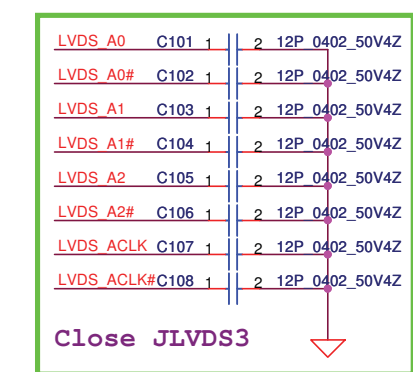 LVDS_A0 C101 1 2 12P_0402_50V4Z
LVDS_A0# C102 1 2 12P_0402_50V4Z
LVDS_A1 C103 1 2 12P_0402_50V4Z
LVDS_A1# C104 1 2 12P_0402_50V4Z
LVDS_A2 C105 1 2 12P_0402_50V4Z
LVDS_A2# C106 1 2 12P_0402_50V4Z
LVDS_ACLK C107 1 2 12P_0402_50V4Z
LVDS_ACLK# C108 1 2 12P_0402_50V4Z
Close JLVDS3